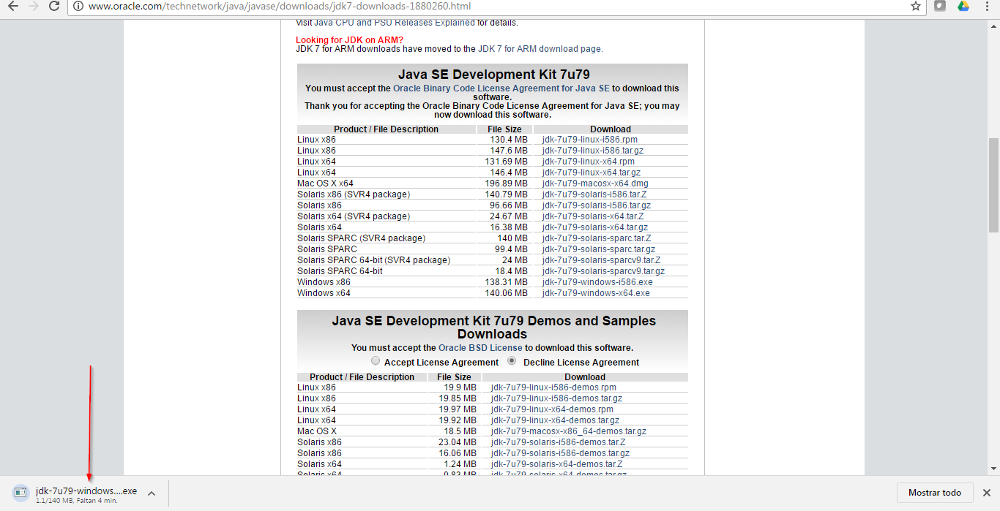 www.oracle.com/technetwork/java/javase/downloads/jdk7-downloads-1880260.html
Visit Java CPU and PSU Releases Explained for details.
Looking for JDK on ARM?
JDK 7 for ARM downloads have moved to the JDK 7 for ARM download page.
Java SE Development Kit 7u79
You must accept the Oracle Binary Code License Agreement for Java SE to download this
software.
Thank you for accepting the Oracle Binary Code License Agreement for Java SE; you may
now download this software.
Product / File Description File Size Download
Linux x86 130.4 MB jdk-7u79-linux-i586.rpm
Linux x86 147.6 MB jdk-7u79-linux-i586.tar.gz
Linux x64 131.69 MB jdk-7u79-linux-x64.rpm
Linux x64 146.4 MB jdk-7u79-linux-x64.tar.gz
Mac OS X x64 196.89 MB jdk-7u79-macosx-x64.dmg
Solaris x86 (SVR4 package) 140.79 MB jdk-7u79-solaris-i586.tar.Z
Solaris x86 96.66 MB jdk-7u79-solaris-i586.tar.gz
Solaris x64 (SVR4 package) 24.67 MB jdk-7u79-solaris-x64.tar.Z
Solaris x64 16.38 MB jdk-7u79-solaris-x64.tar.gz
Solaris SPARC (SVR4 package) 140 MB jdk-7u79-solaris-sparc.tar.Z
Solaris SPARC 99.4 MB jdk-7u79-solaris-sparc.tar.gz
Solaris SPARC 64-bit (SVR4 package) 24 MB jdk-7u79-solaris-sparcv9.tar.Z
Solaris SPARC 64-bit 18.4 MB jdk-7u79-solaris-sparcv9.tar.gz
Windows x86 138.31 MB jdk-7u79-windows-i586.exe
Windows x64 140.06 MB jdk-7u79-windows-x64.exe
Java SE Development Kit 7u79 Demos and Samples
Downloads
You must accept the Oracle BSD License to download this software.
Accept License Agreement Decline License Agreement
Product / File Description File Size Download
Linux x86 19.9 MB jdk-7u79-linux-i586-demos.rpm
Linux x86 19.85 MB jdk-7u79-linux-i586-demos.tar.gz
Linux x64 19.97 MB jdk-7u79-linux-x64-demos.rpm
Linux x64 19.92 MB jdk-7u79-linux-x64-demos.tar.gz
Mac OS X 18.5 MB jdk-7u79-macosx-x86_64-demos.tar.gz
Solaris x86 23.04 MB jdk-7u79-solaris-i586-demos.tar.Z
Solaris x86 16.06 MB jdk-7u79-solaris-i586-demos.tar.gz
Solaris x64 1.24 MB jdk-7u79-solaris-x64-demos.tar.Z
Solaris x64 0.83 MB jdk-7u79-solaris-x64-demos.tar.gz
jdk-7u79-windows....exe
1.1/140 MB, Faltan 4 min.
Mostrar todo